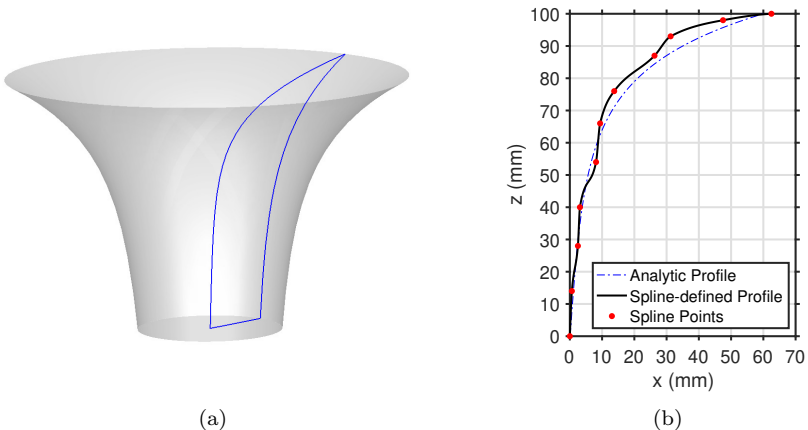 100
90
80
70
60
50
40
30
20
10
0
z (mm)
Analytic Profile
Spline-defined Profile
Spline Points
0 10 20 30 40 50 60 70
x (mm)
(a) (b)